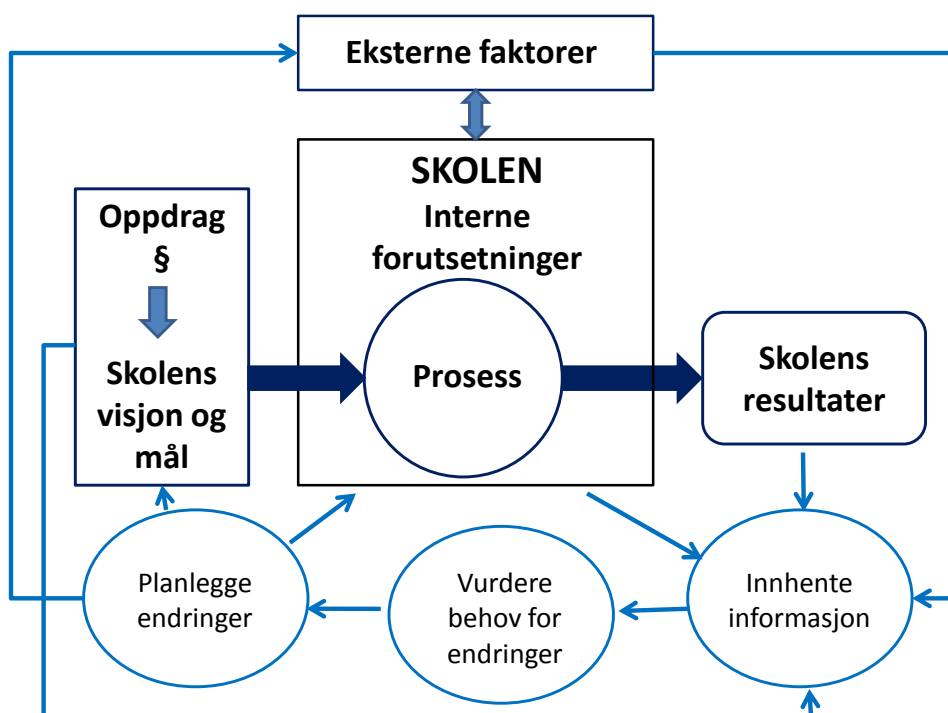 Eksterne faktorer
SKOLEN
Interne
forutsetninger
Oppdrag
§
Skolens
visjon og
mål
Prosess
Skolens
resultater
Planlegge
endringer
Vurdere
behov for
endringer
Innhente
informasjon